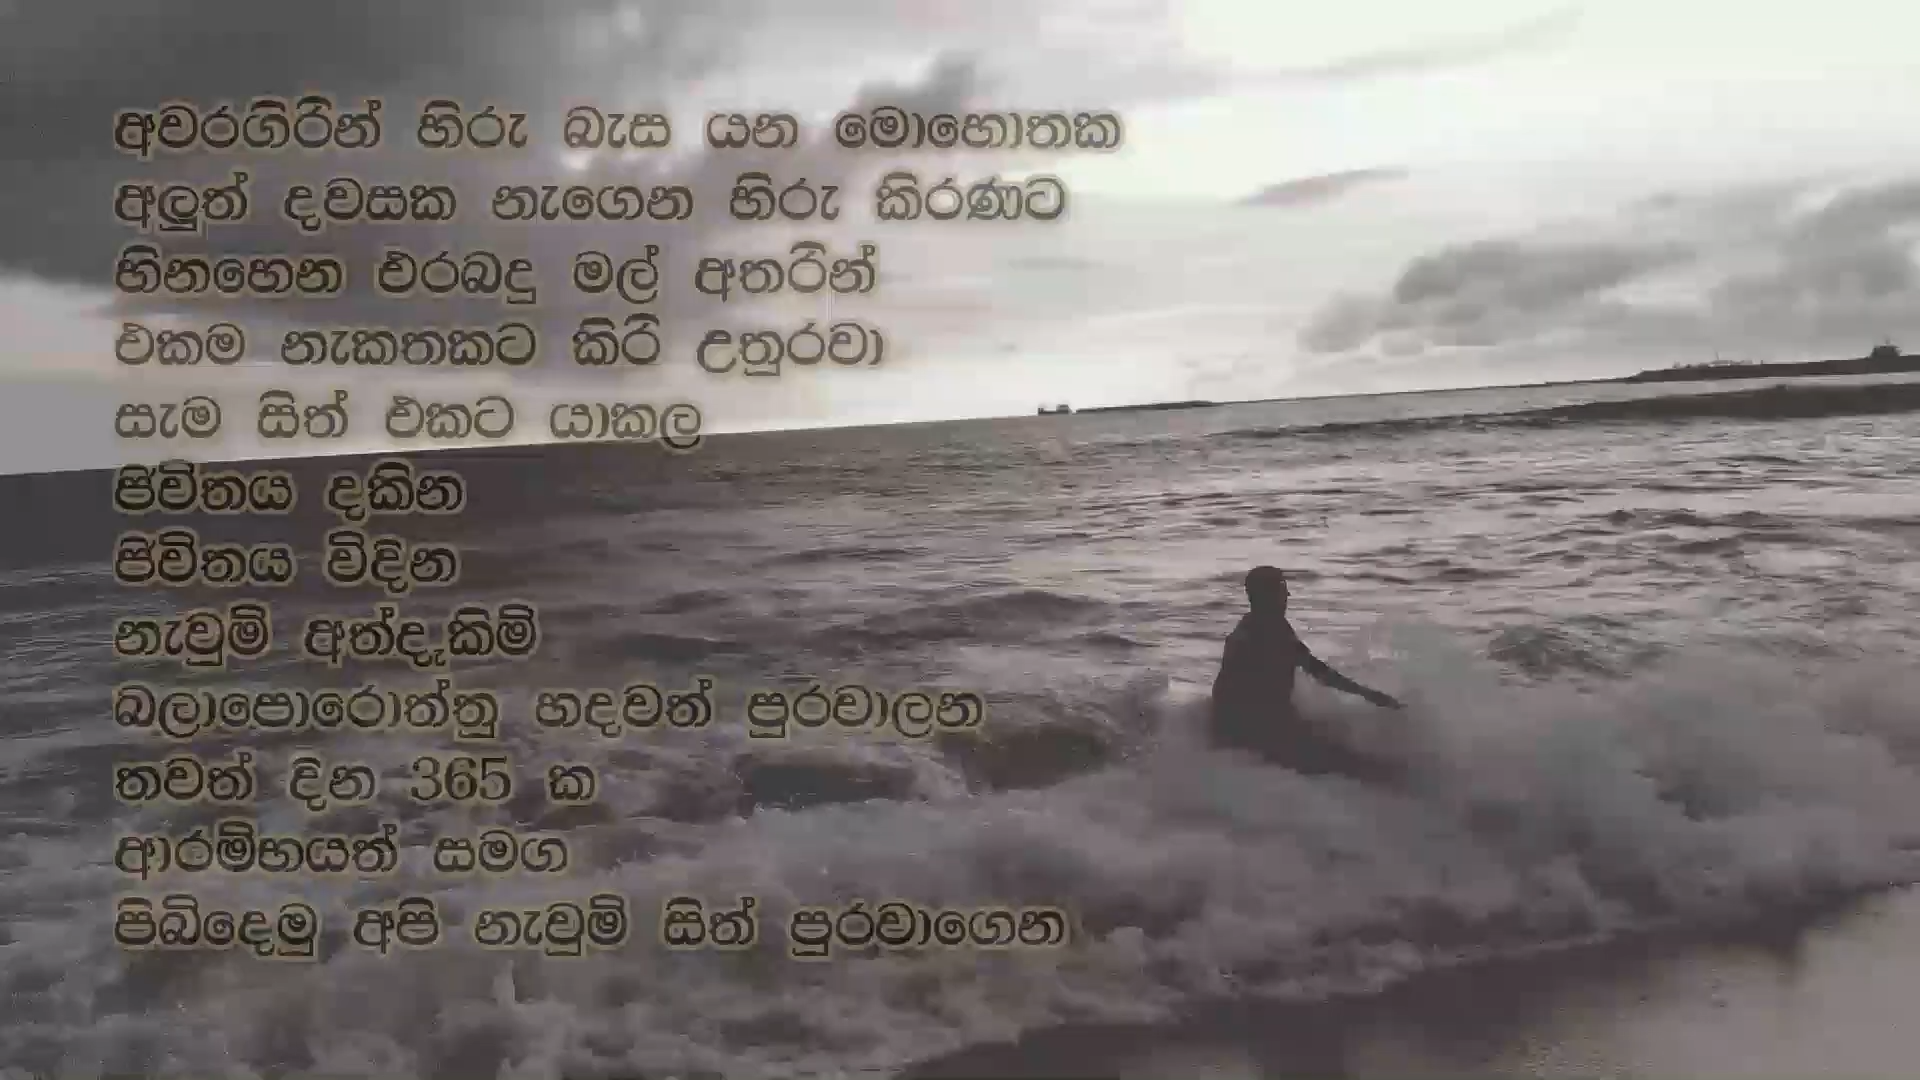 අවරගිරින් හිරු බැස යන මොහොතක
අලුත් දවසක නැගෙන හිරු කිරණට
හිනහෙන එරබදු මල් අතරින්
එකම නැකතකට කිරි උතුරවා
සැම සිත් එකට යාකල
ජිවිතය දකින
ජිවිතය විදින
නැවුම් අත්දැකිම්
බලාපොරොත්තු හදවත් පුරවාලන
තවත් දින 365 ක
ආරම්භයත් සමග
පිබිදෙමු අපි නැවුම් සිත් පුරවාගෙන